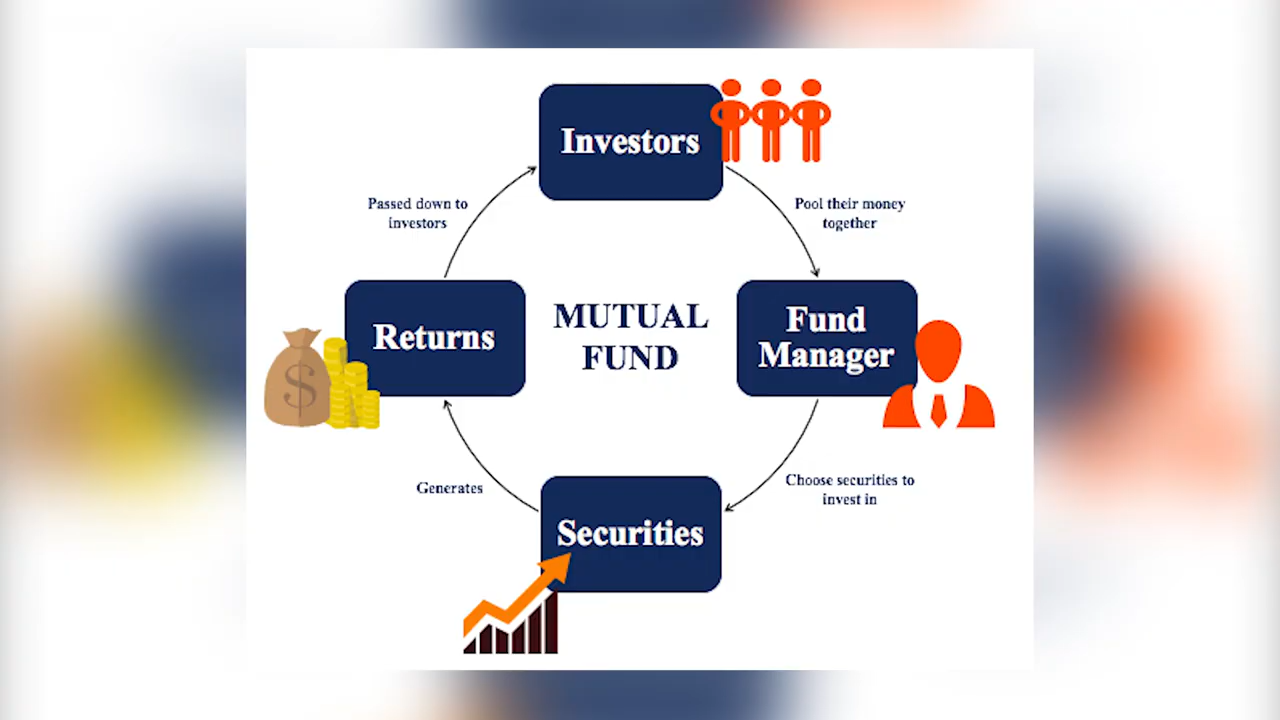 Investors
Pool their money
together
Passed down to
investors
MUTUAL
FUND
Fund
Manager
Returns
$
Choose securities to
invest in
Generates
Securities